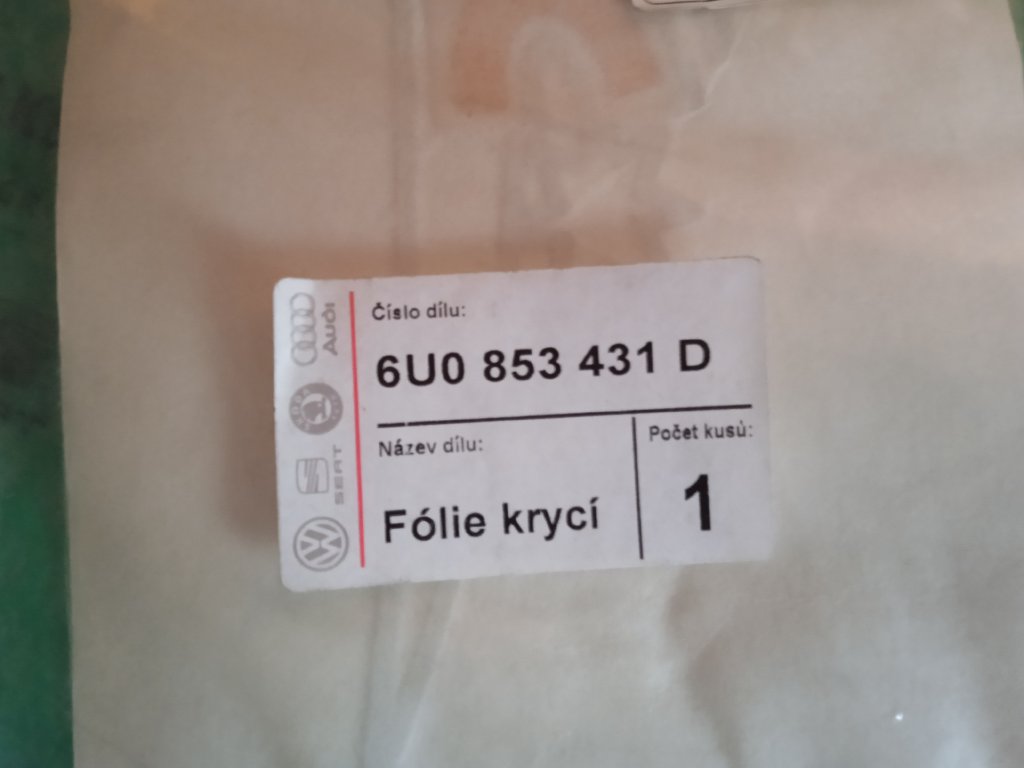 Číslo dílu:
6U0 853 431 D
Název dílu:
Fólie krycí
Počet kusů:
1
Audi
SEAT